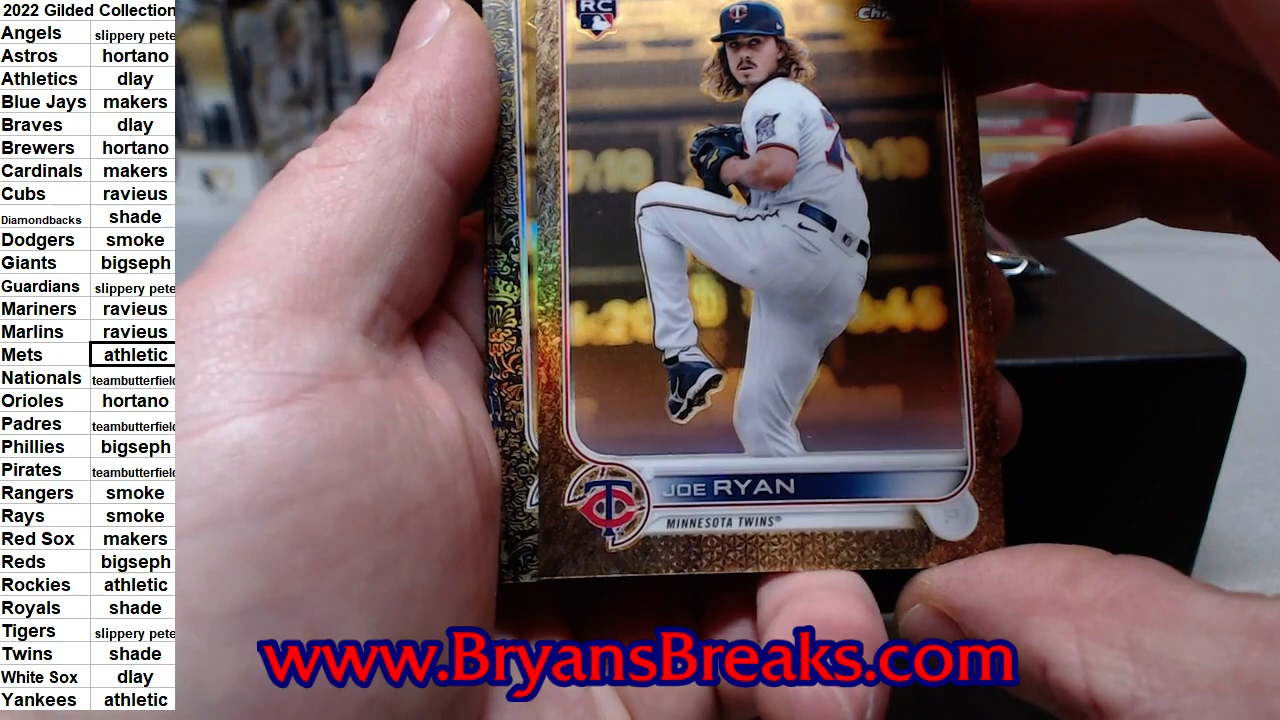 2022 Gilded Collection
Angels slippery pete
Astros hortano
Athletics dlay
Blue Jays makers
Braves dlay
Brewers hortano
Cardinals makers
Cubs ravieus
Diamondbacks shade
Dodgers smoke
Giants bigseph
Guardians slippery pete
Mariners ravieus
Marlins ravieus
Mets athletic
Nationals teambutterfield
Orioles hortano
Padres teambutterfield
Phillies bigseph
Pirates teambutterfield
Rangers smoke
Rays smoke
Red Sox makers
Reds bigseph
Rockies athletic
Royals shade
Tigers slippery pete
Twins shade
White Sox dlay
Yankees athletic
RC
JOE RYAN
MINNESOTA TWINS®
TC
www.BryansBreaks.com